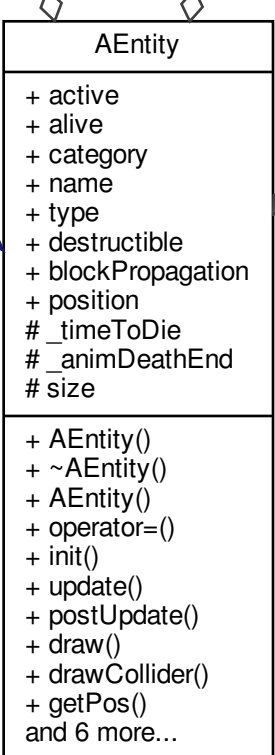 AEntity
+ active
+ alive
+ category
+ name
+ type
+ destructible
+ blockPropagation
+ position
# _timeToDie
# _animDeathEnd
# size
+ AEntity()
+ ~AEntity()
+ AEntity()
+ operator=()
+ init()
+ update()
+ postUpdate()
+ draw()
+ drawCollider()
+ getPos()
and 6 more...